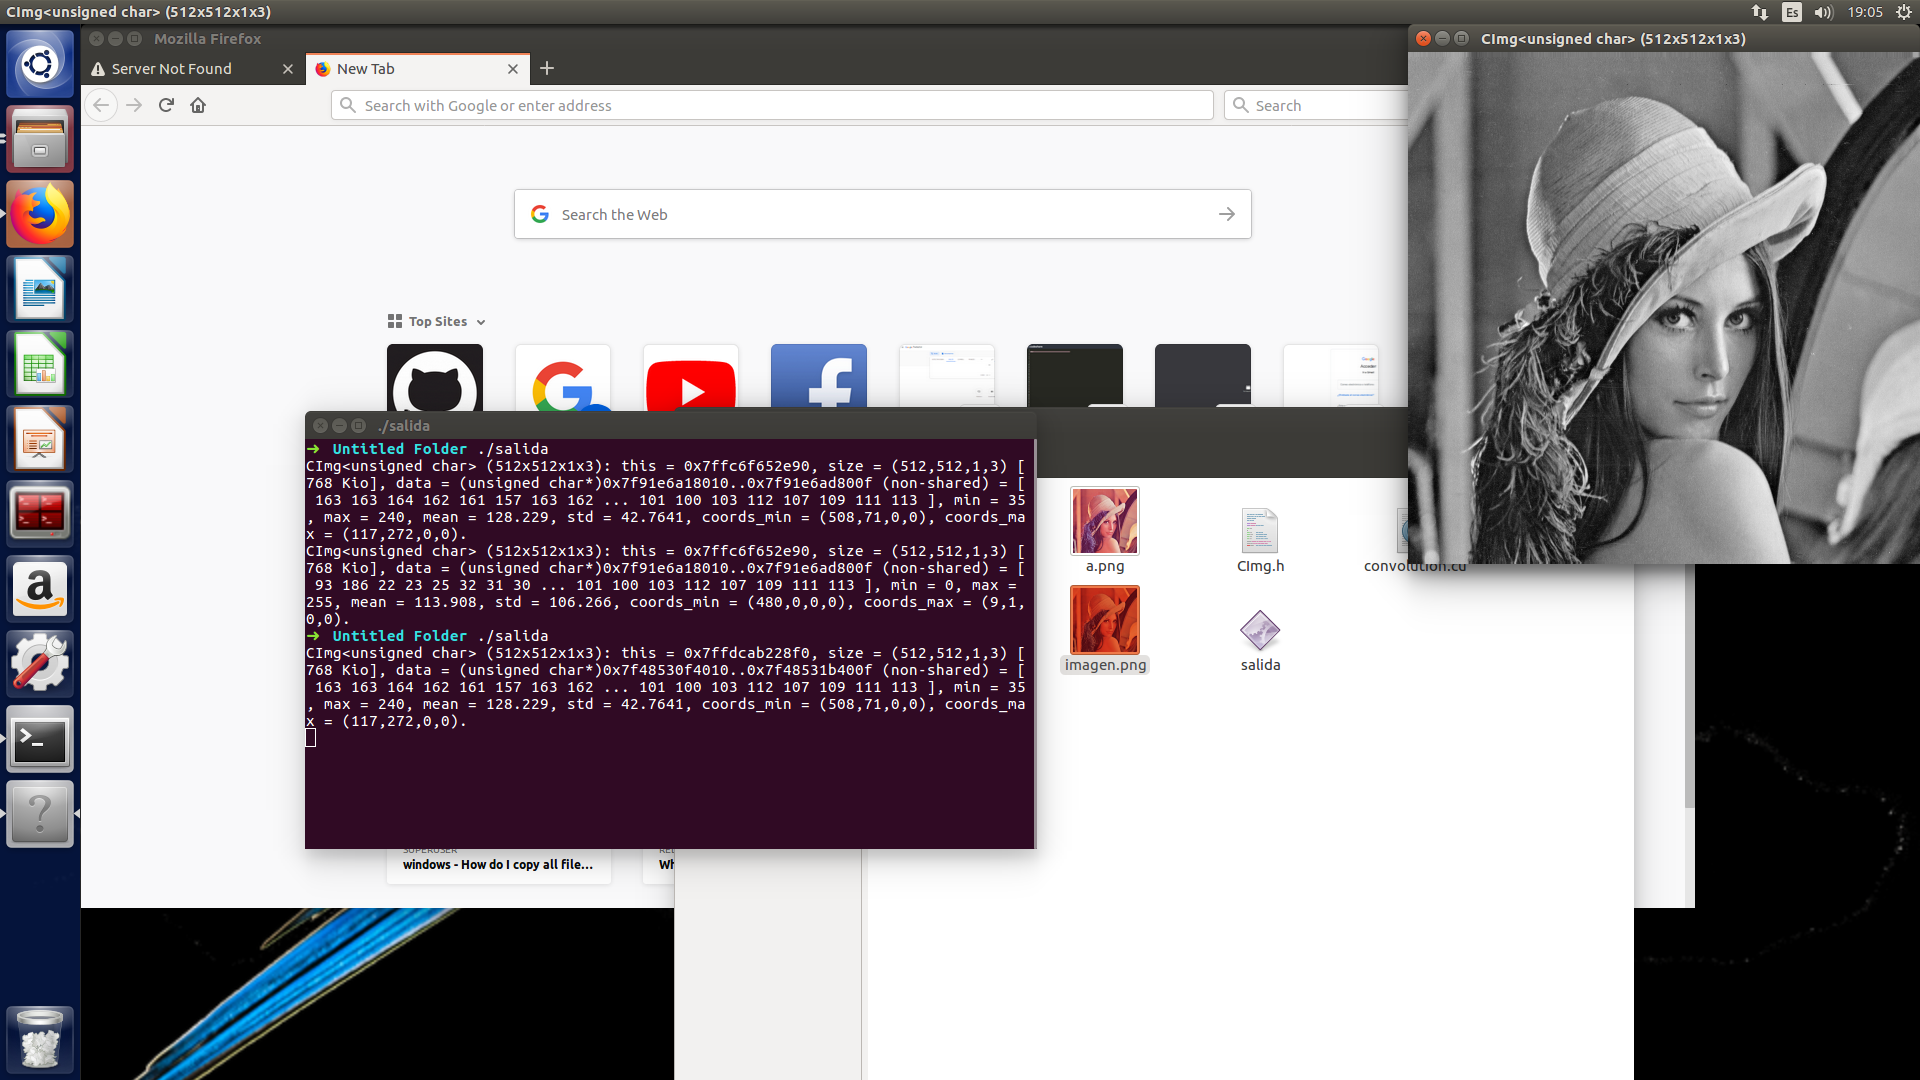 CImg<unsigned char> (512x512x1x3)
Es
19:05
Mozilla Firefox
CImg<unsigned char> (512x512x1x3)
Server Not Found
New Tab
Search with Google or enter address
Search
Search the Web
Top Sites
./salida
➜ Untitled Folder ./salida
CImg<unsigned char> (512x512x1x3): this = 0x7ffc6f652e90, size = (512,512,1,3) [
768 Kio], data = (unsigned char*)0x7f91e6a18010..0x7f91e6ad800f (non-shared) = [
163 163 164 162 161 157 163 162 ... 101 100 103 112 107 109 111 113 ], min = 35
, max = 240, mean = 128.229, std = 42.7641, coords_min = (508,71,0,0), coords_ma
x = (117,272,0,0).
CImg<unsigned char> (512x512x1x3): this = 0x7ffc6f652e90, size = (512,512,1,3) [
768 Kio], data = (unsigned char*)0x7f91e6a18010..0x7f91e6ad800f (non-shared) = [
93 186 22 23 25 32 31 30 ... 101 100 103 112 107 109 111 113 ], min = 0, max =
255, mean = 113.908, std = 106.266, coords_min = (480,0,0,0), coords_max = (9,1,
0,0).
➜ Untitled Folder ./salida
CImg<unsigned char> (512x512x1x3): this = 0x7ffdcab228f0, size = (512,512,1,3) [
768 Kio], data = (unsigned char*)0x7f48530f4010..0x7f48531b400f (non-shared) = [
163 163 164 162 161 157 163 162 ... 101 100 103 112 107 109 111 113 ], min = 35
, max = 240, mean = 128.229, std = 42.7641, coords_min = (508,71,0,0), coords_ma
x = (117,272,0,0).
a.png
CImg.h
convolution.cu
imagen.png
salida
SUPERUSER
windows - How do I copy all file...